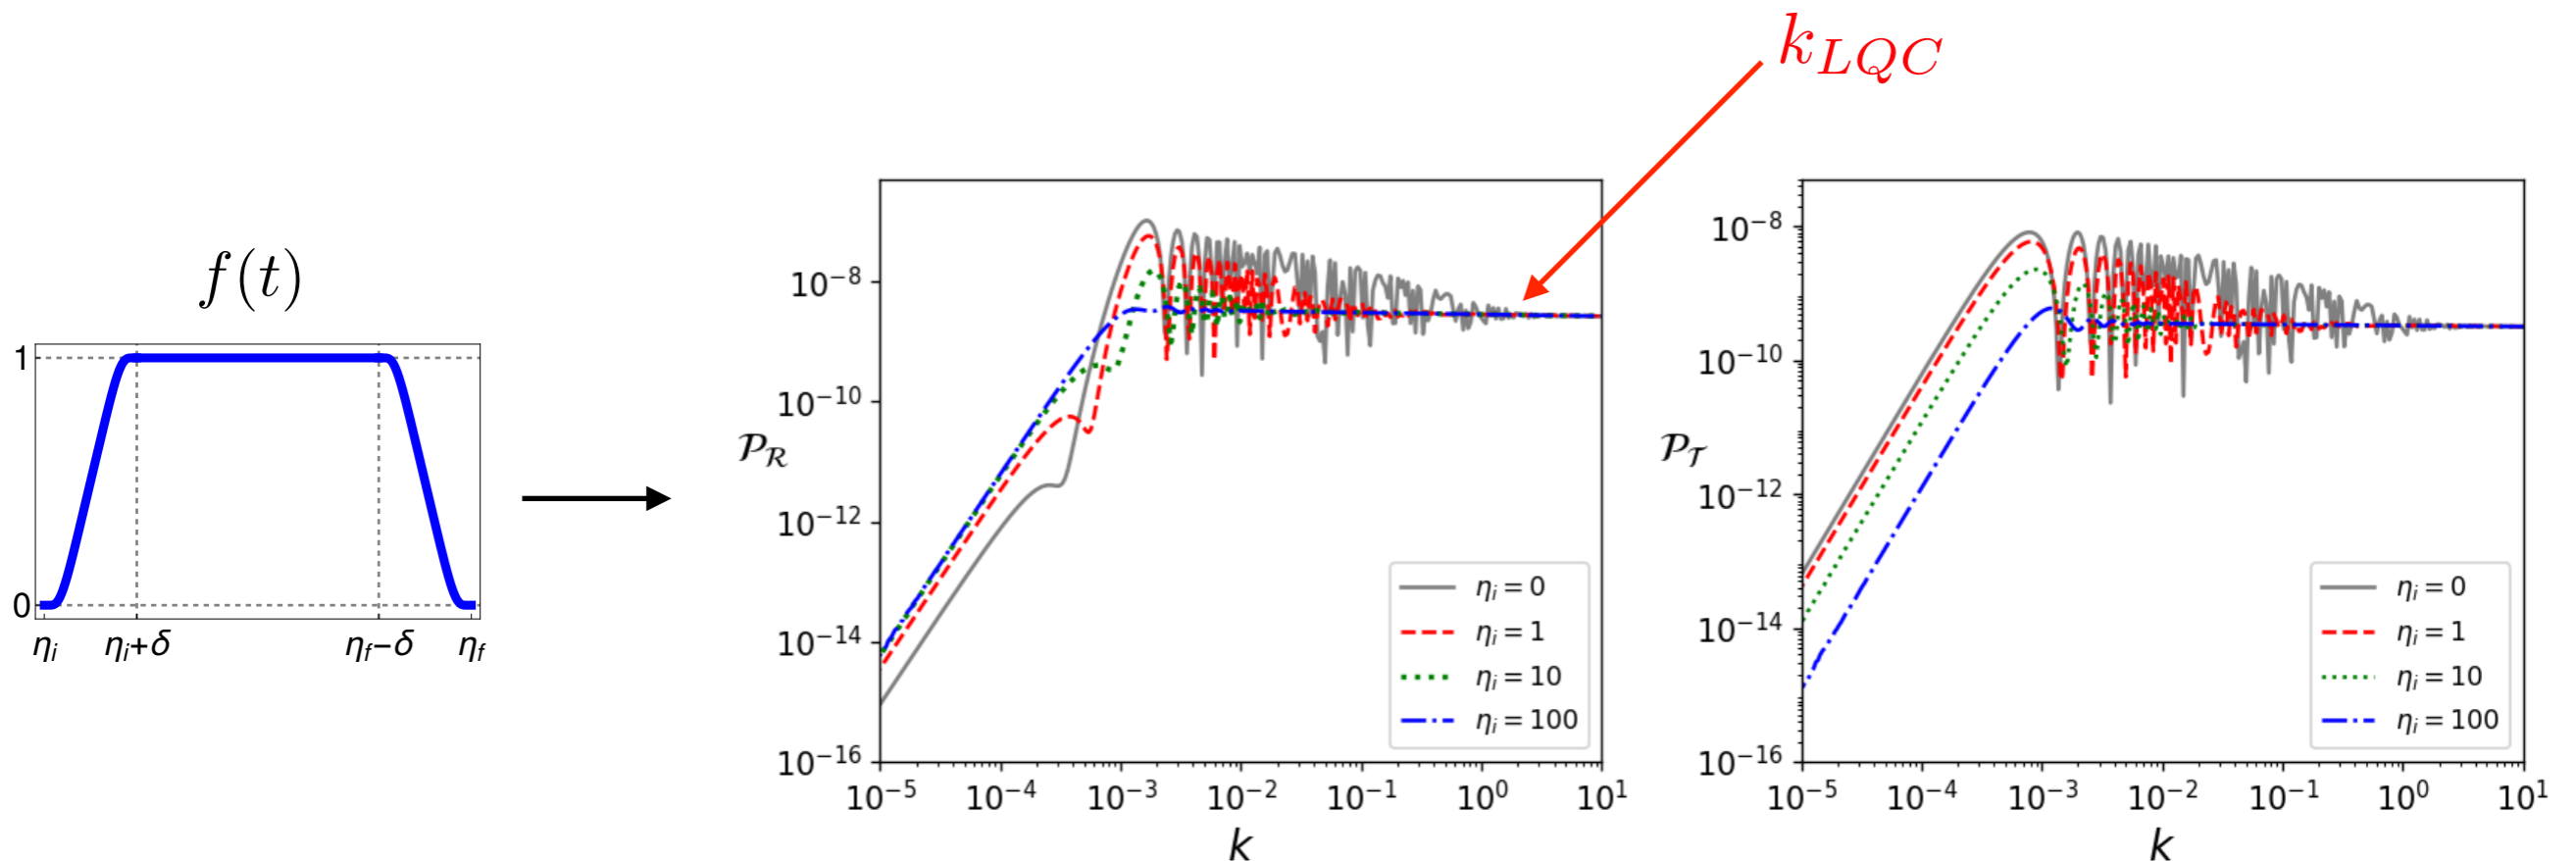 k_{LQC}
f(t)
1
0
η_i
η_i+δ
η_f−δ
η_f
𝒫_ℛ
10^{−8}
10^{−10}
10^{−12}
10^{−14}
10^{−16}
10^{−5} 10^{−4} 10^{−3} 10^{−2} 10^{−1} 10^{0} 10^{1}
k
η_i = 0
η_i = 1
η_i = 10
η_i = 100
𝒫_𝒯
10^{−8}
10^{−10}
10^{−12}
10^{−14}
10^{−16}
10^{−5} 10^{−4} 10^{−3} 10^{−2} 10^{−1} 10^{0} 10^{1}
k
η_i = 0
η_i = 1
η_i = 10
η_i = 100